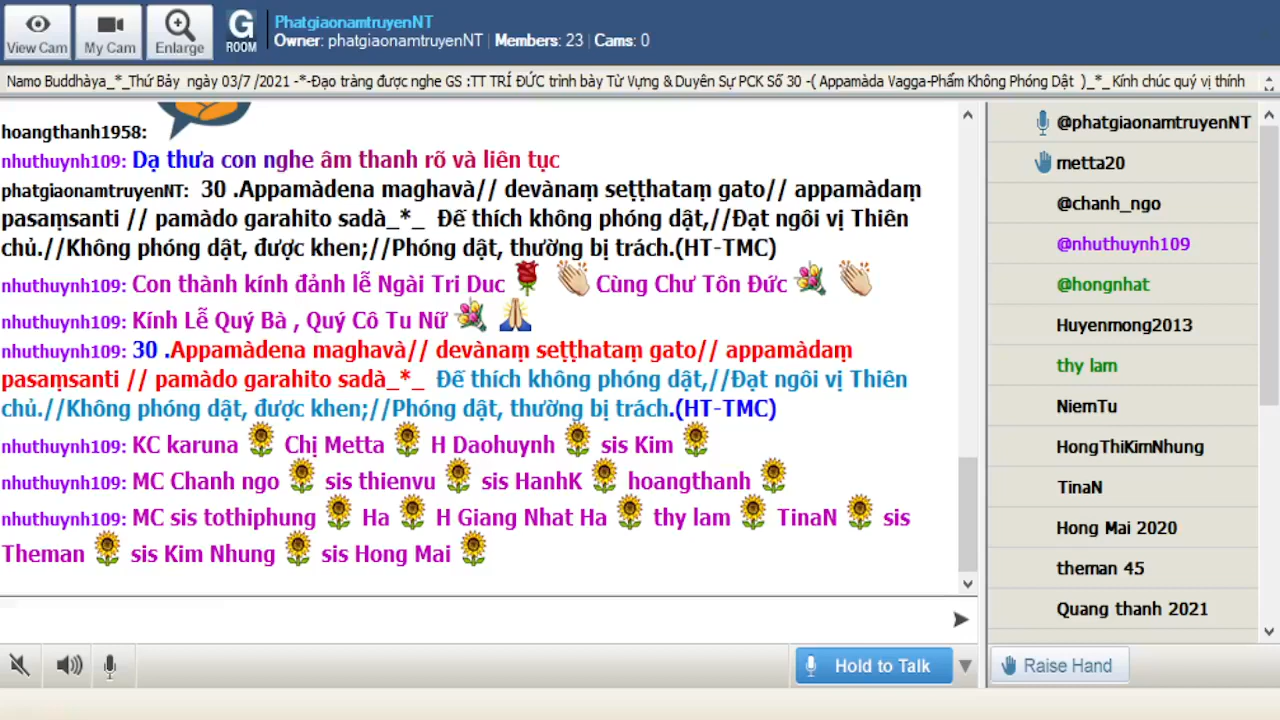 View Cam
My Cam
Enlarge
G
ROOM
PhatgiaonamtruyenNT
Owner: phatgiaonamtruyenNT | Members: 23 | Cams: 0
Namo Buddhàya_*_Thứ Bảy ngày 03/7 /2021 -*-Đạo tràng được nghe GS :TT TRÍ ĐỨC trình bày Từ Vựng & Duyên Sự PCK Số 30 -( Appamàda Vagga-Phẩm Không Phóng Dật )_*_ Kính chúc quý vị thính
hoangthanh1958:
nhuthuynh109: Dạ thưa con nghe âm thanh rõ và liên tục
phatgiaonamtruyenNT: 30 .Appamàdena maghavà// devànaṃ seṭṭhataṃ gato// appamàdaṃ
pasaṃsanti // pamàdo garahito sadà_*_ Đế thích không phóng dật,//Đạt ngôi vị Thiên
chủ.//Không phóng dật, được khen;//Phóng dật, thường bị trách.(HT-TMC)
nhuthuynh109: Con thành kính đảnh lễ Ngài Tri Duc 🌹 👏 Cùng Chư Tôn Đức 💐 👏
nhuthuynh109: Kính Lễ Quý Bà , Quý Cô Tu Nữ 💐 🙏
nhuthuynh109: 30 .Appamàdena maghavà// devànaṃ seṭṭhataṃ gato// appamàdaṃ
pasaṃsanti // pamàdo garahito sadà_*_ Đế thích không phóng dật,//Đạt ngôi vị Thiên
chủ.//Không phóng dật, được khen;//Phóng dật, thường bị trách.(HT-TMC)
nhuthuynh109: KC karuna 🌻 Chị Metta 🌻 H Daohuynh 🌻 sis Kim 🌻
nhuthuynh109: MC Chanh ngo 🌻 sis thienvu 🌻 sis HanhK 🌻 hoangthanh 🌻
nhuthuynh109: MC sis tothiphung 🌻 Ha 🌻 H Giang Nhat Ha 🌻 thy lam 🌻 TinaN 🌻 sis
Theman 🌻 sis Kim Nhung 🌻 sis Hong Mai 🌻
@phatgiaonamtruyenNT
metta20
@chanh_ngo
@nhuthuynh109
@hongnhat
Huyenmong2013
thy lam
NiemTu
HongThiKimNhung
TinaN
Hong Mai 2020
theman 45
Quang thanh 2021
Hold to Talk
Raise Hand